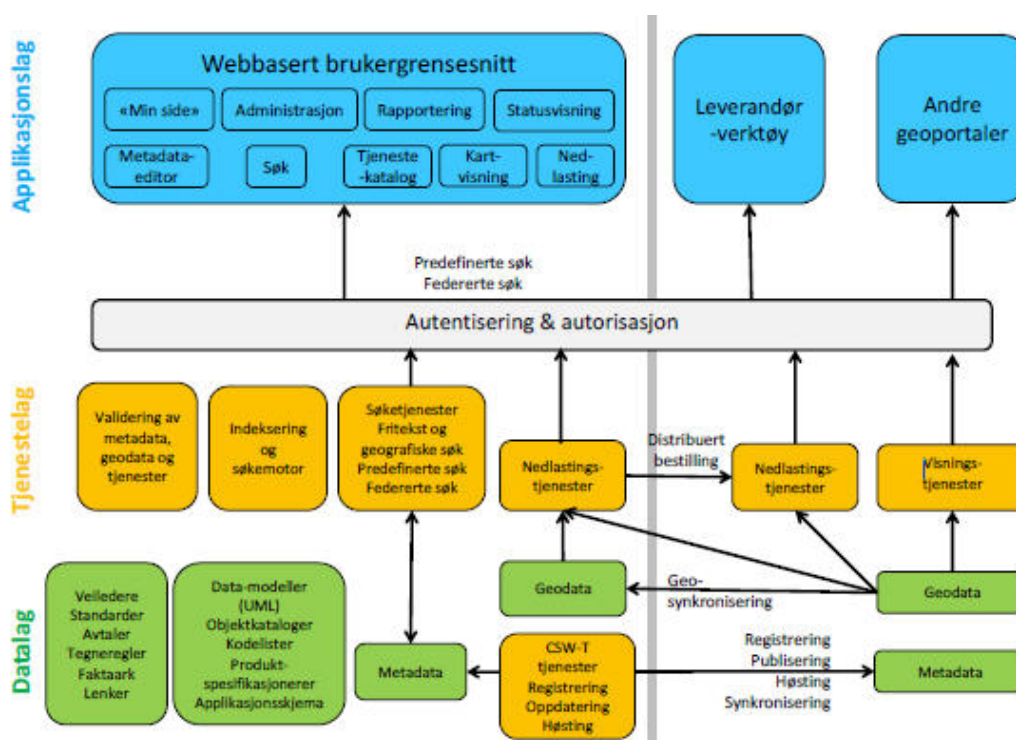 Applikasjonslag
Webbasert brukergrensesnitt
«Min side»
Administrasjon
Rapportering
Statusvisning
Metadata-
editor
Søk
Tjeneste
-katalog
Kart-
visning
Ned-
lasting
Leverandør
-verktøy
Andre
geoportaler
Predefinerte søk
Federerte søk
Autentisering & autorisasjon
Tjenestelag
Validering av
metadata,
geodata og
tjenester
Indeksering
og
søkemotor
Søketjenester
Fritekst og
geografiske søk
Predefinerte søk
Federerte søk
Nedlastings-
tjenester
Distribuert
bestilling
Nedlastings-
tjenester
Visnings-
tjenester
Datalag
Veiledere
Standarder
Avtaler
Tegneregler
Faktaark
Lenker
Data-modeller
(UML)
Objektkataloger
Kodelister
Produkt-
spesifikasjonerer
Applikasjonsskjema
Metadata
Geodata
Geo-
synkronisering
Geodata
CSW-T
tjenester
Registrering
Oppdatering
Høsting
Registrering
Publisering
Høsting
Synkronisering
Metadata